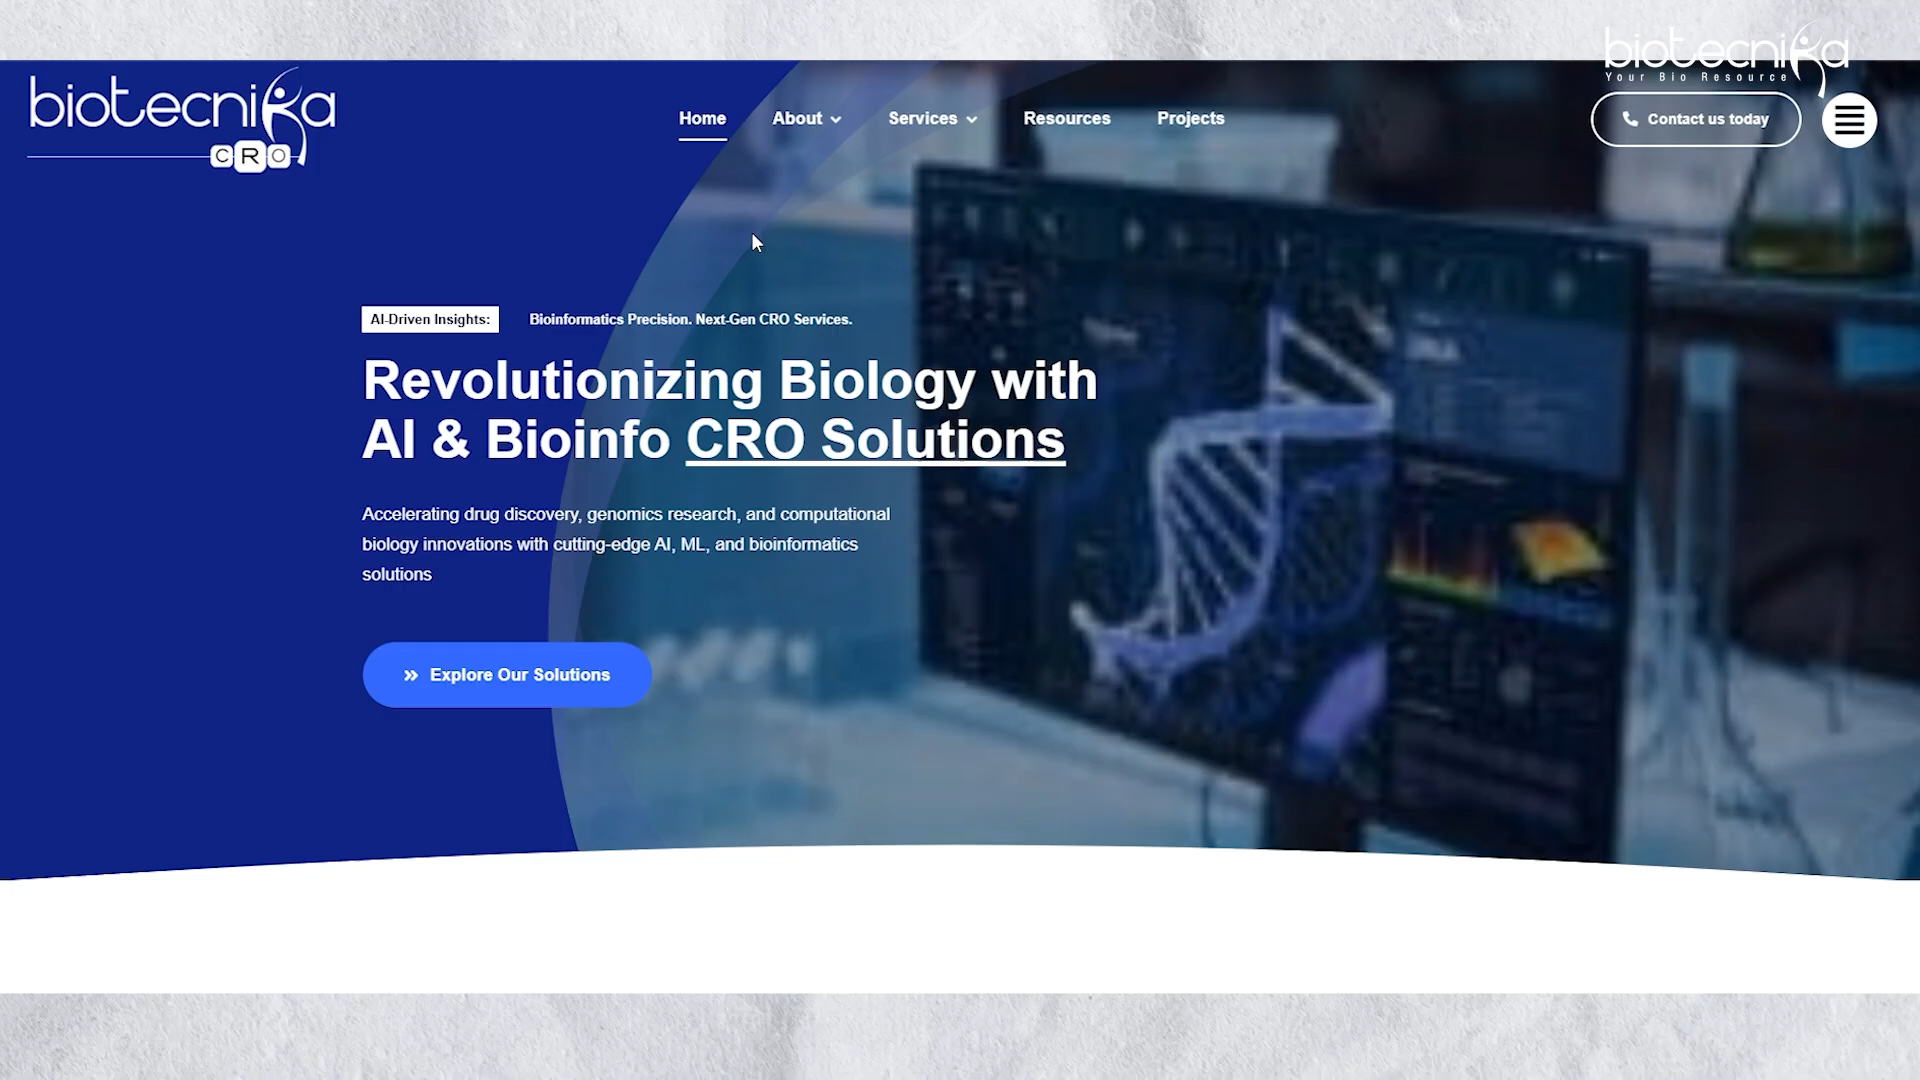 biotecnika
Your Bio Resource
biotecnika
CRO
Home
About
Services
Resources
Projects
Contact us today
AI-Driven Insights:
Bioinformatics Precision. Next-Gen CRO Services.
Revolutionizing Biology with
AI & Bioinfo CRO Solutions
Accelerating drug discovery, genomics research, and computational
biology innovations with cutting-edge AI, ML, and bioinformatics
solutions
Explore Our Solutions